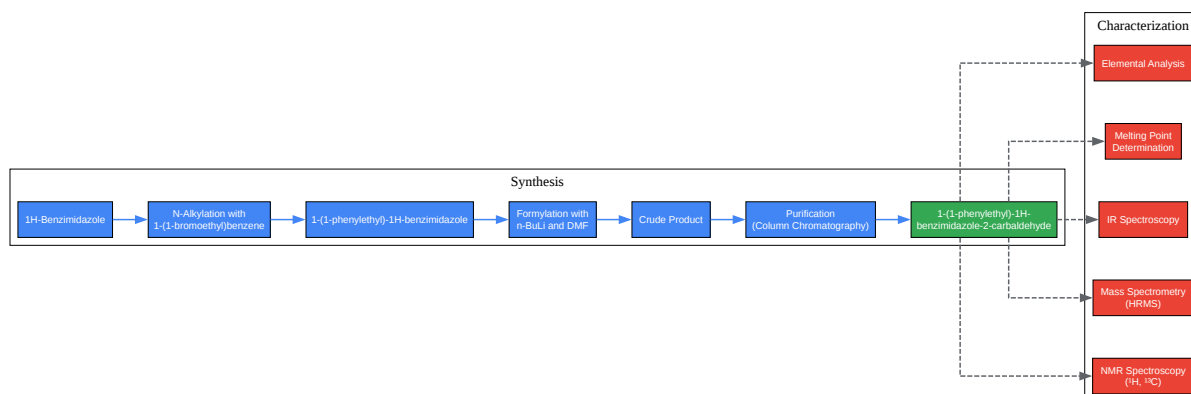 Characterization
Elemental Analysis
Melting Point
Determination
Synthesis
1H-Benzimidazole
N-Alkylation with
1-(1-bromoethyl)benzene
1-(1-phenylethyl)-1H-benzimidazole
Formylation with
n-BuLi and DMF
Crude Product
Purification
(Column Chromatography)
1-(1-phenylethyl)-1H-
benzimidazole-2-carbaldehyde
IR Spectroscopy
Mass Spectrometry
(HRMS)
NMR Spectroscopy
(¹H, ¹³C)